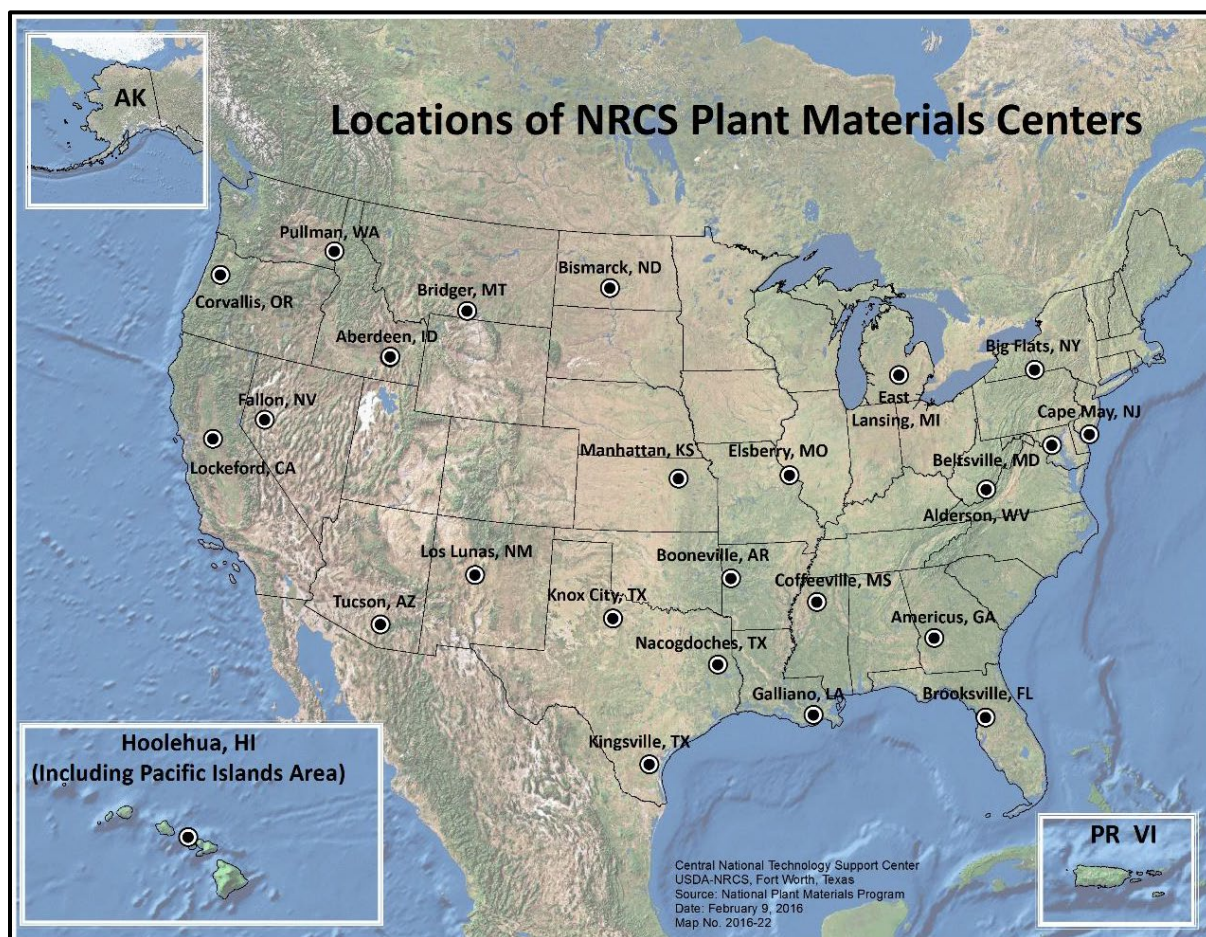 AK
Locations of NRCS Plant Materials Centers
Pullman, WA
Corvallis, OR
Bismarck, ND
Bridger, MT
Aberdeen, ID
Big Flats, NY
Fallon, NV
East
Lansing, MI
Cape May, NJ
Lockeford, CA
Manhattan, KS
Elsberry, MO
Beltsville, MD
Alderson, WV
Los Lunas, NM
Booneville, AR
Coffeeville, MS
Tucson, AZ
Knox City, TX
Americus, GA
Nacogdoches, TX
Galliano, LA
Brooksville, FL
Kingsville, TX
Hoolehua, HI
(Including Pacific Islands Area)
PR VI
Central National Technology Support Center
USDA-NRCS, Fort Worth, Texas
Source: National Plant Materials Program
Date: February 9, 2016
Map No. 2016-22